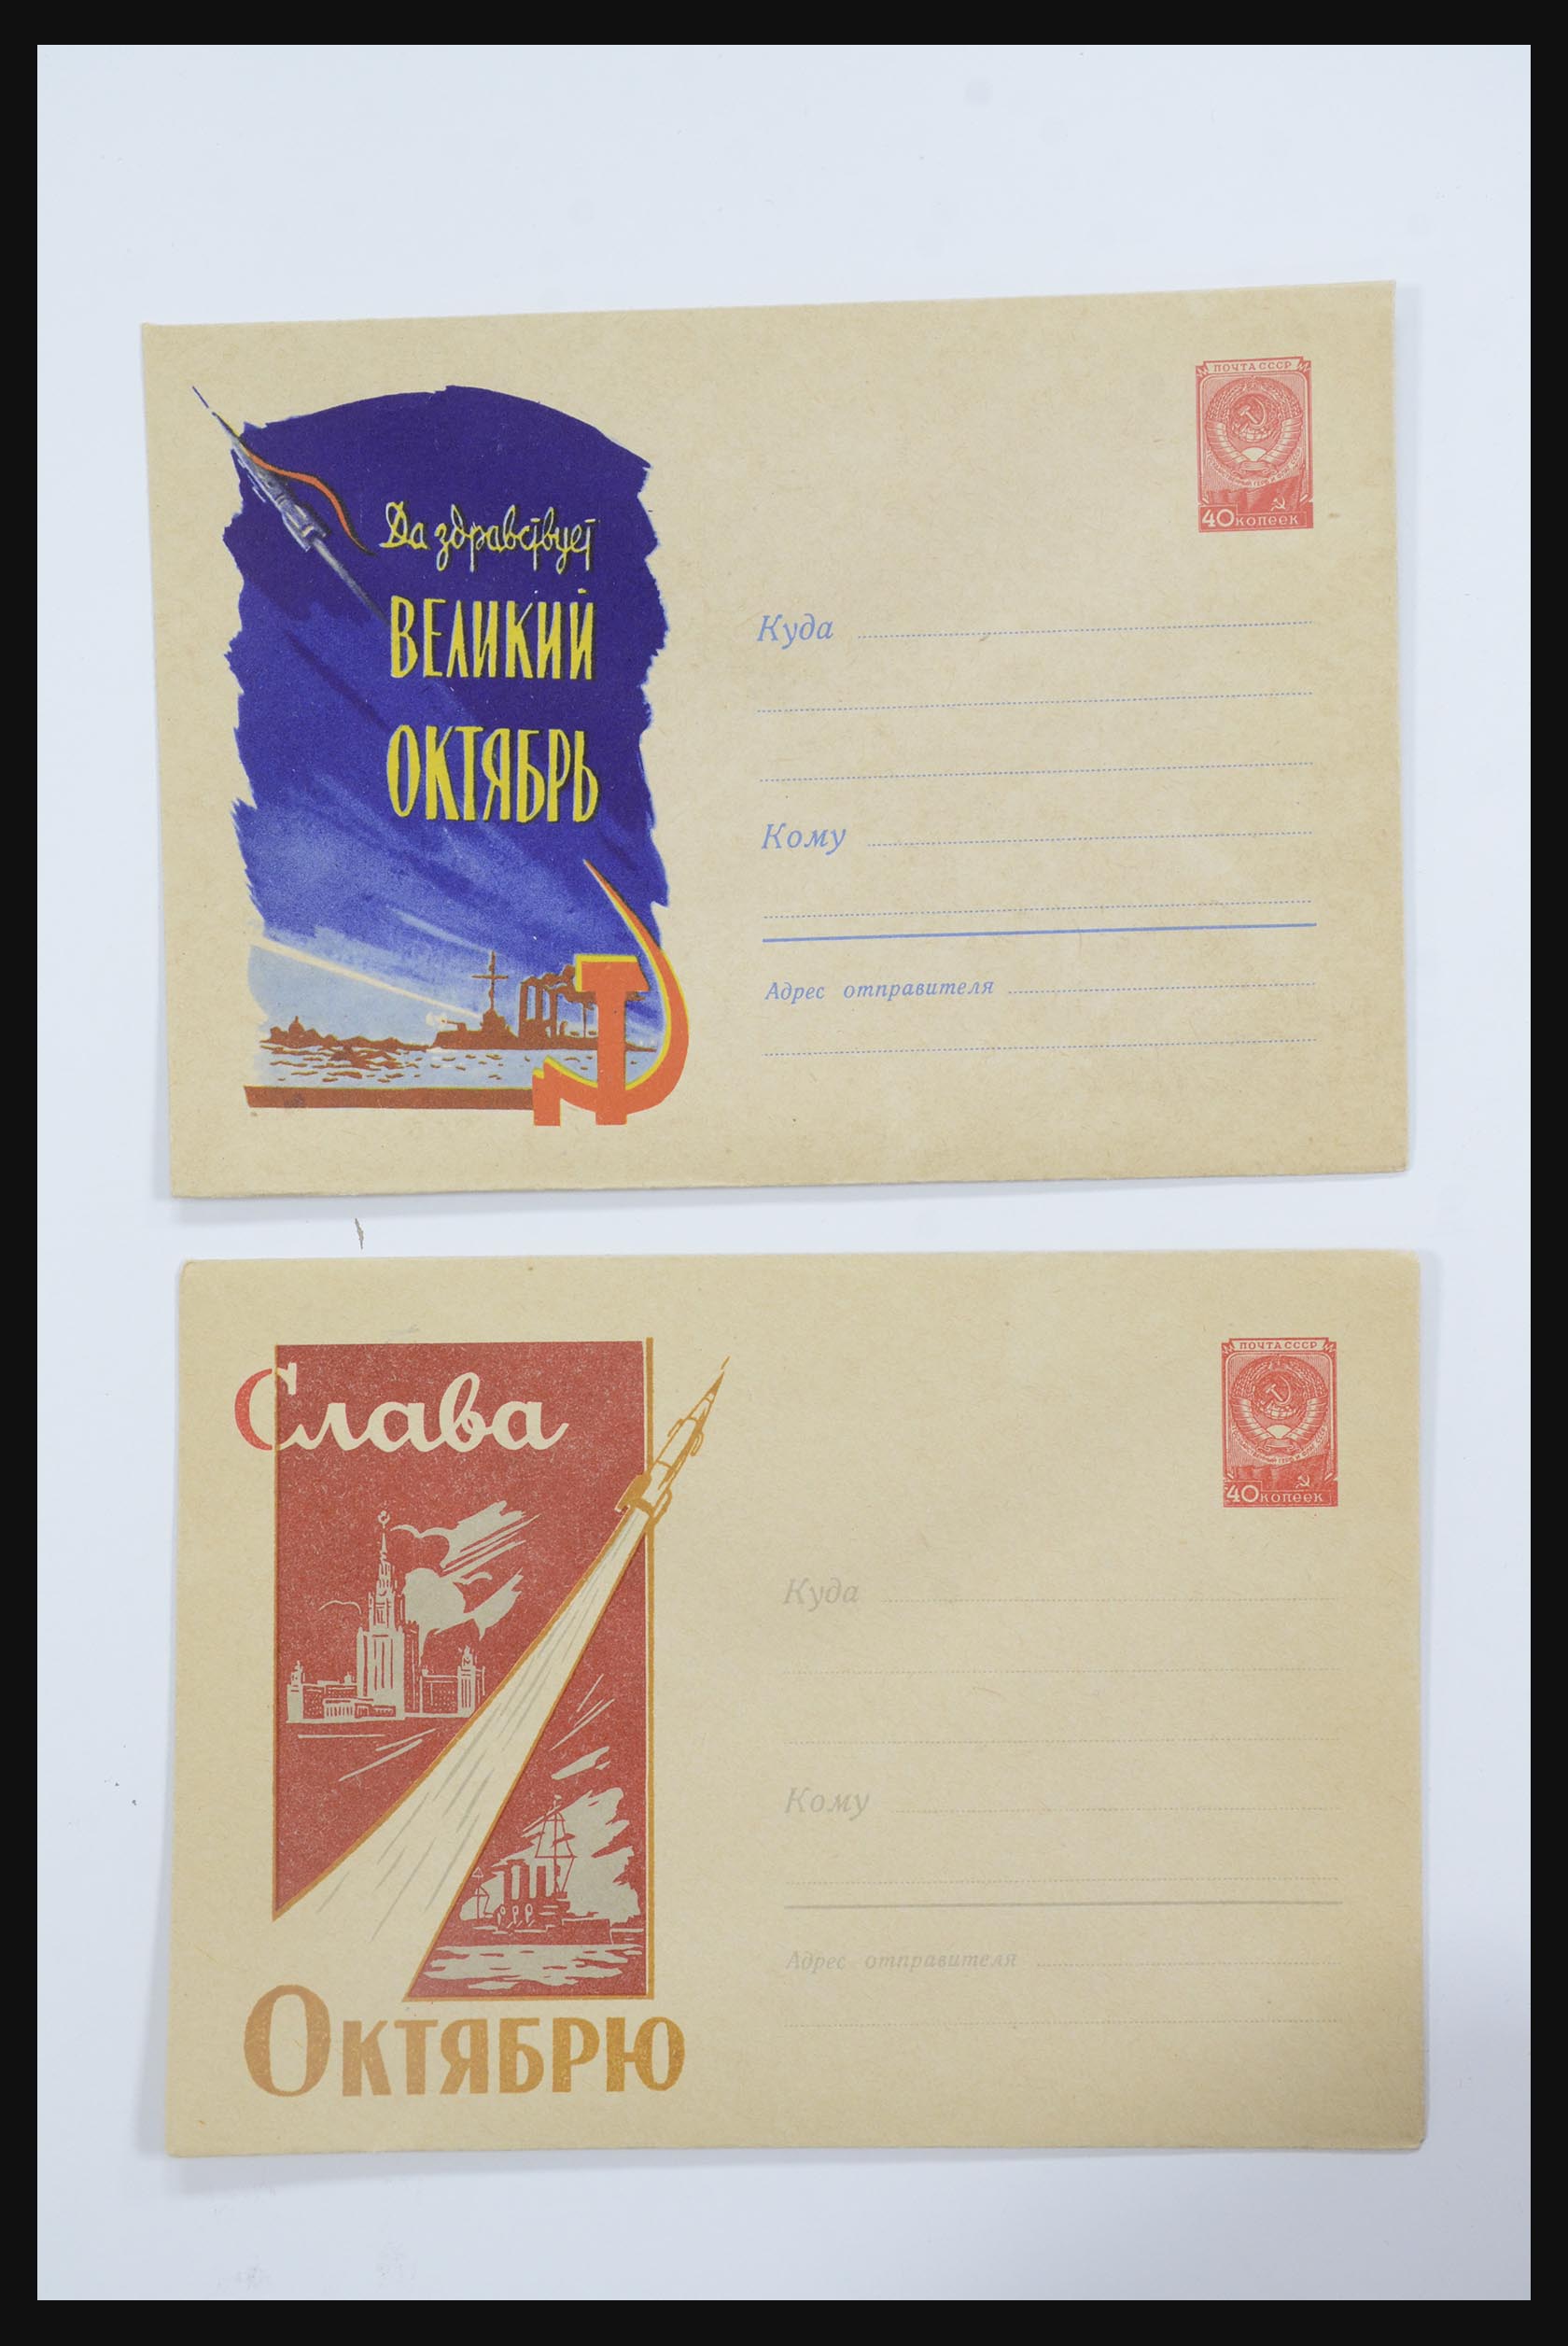 ПОЧТА СССР
40 КОПЕЕК
Да здравствует
ВЕЛИКИЙ
ОКТЯБРЬ
Куда
Кому
Адрес отправителя
ПОЧТА СССР
40 КОПЕЕК
Слава
Куда
Кому
Адрес отправителя
ОКТЯБРЮ